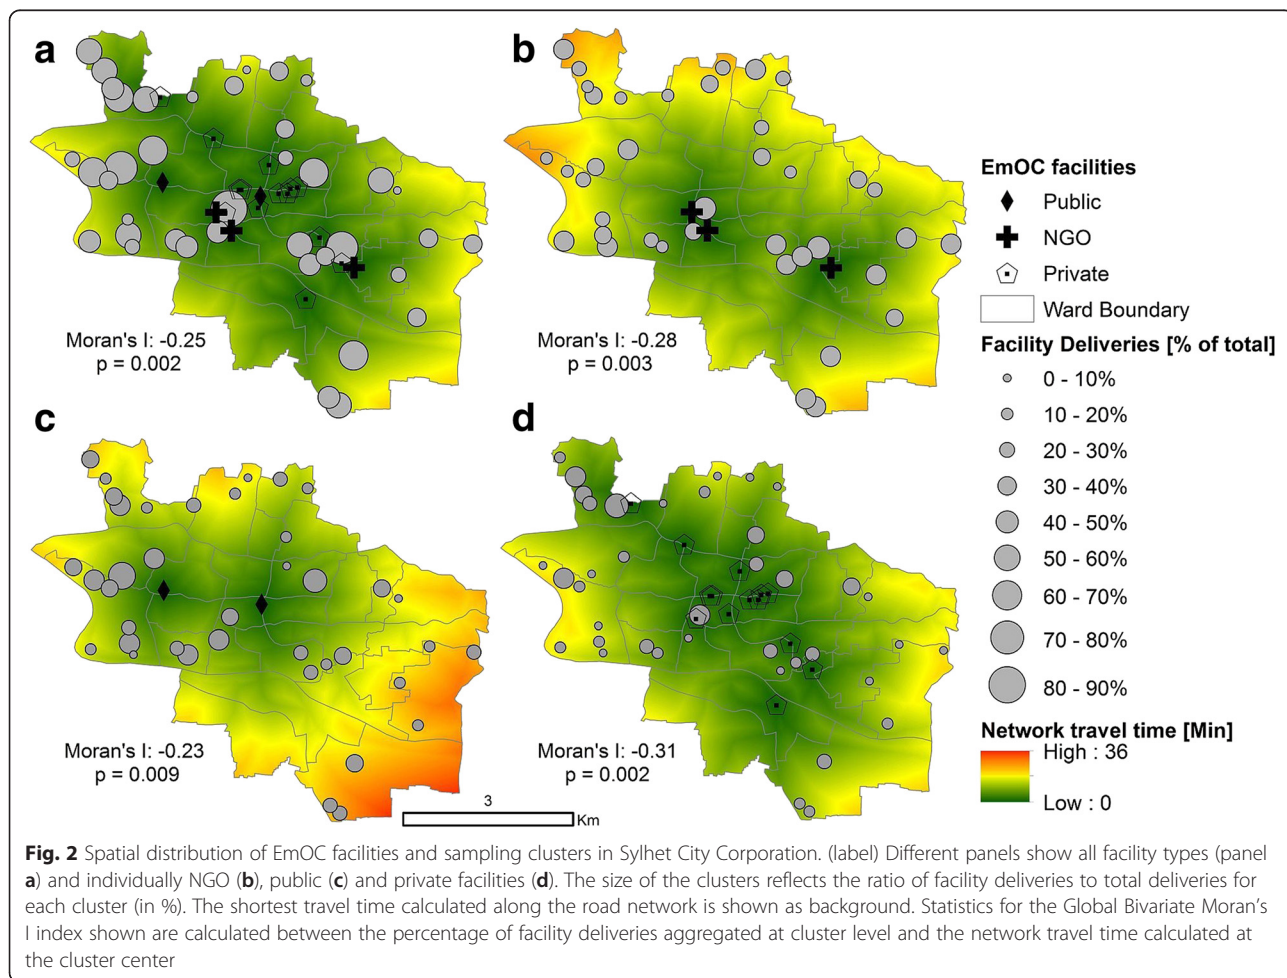 a
b
Moran's I: -0.25
p = 0.002
Moran's I: -0.28
p = 0.003
c
d
Moran's I: -0.23
p = 0.009
Moran's I: -0.31
p = 0.002
3
Km
EmOC facilities
Public
NGO
Private
Ward Boundary
Facility Deliveries [% of total]
0 - 10%
10 - 20%
20 - 30%
30 - 40%
40 - 50%
50 - 60%
60 - 70%
70 - 80%
80 - 90%
Network travel time [Min]
High : 36
Low : 0
Fig. 2 Spatial distribution of EmOC facilities and sampling clusters in Sylhet City Corporation. (label) Different panels show all facility types (panel
a) and individually NGO (b), public (c) and private facilities (d). The size of the clusters reflects the ratio of facility deliveries to total deliveries for
each cluster (in %). The shortest travel time calculated along the road network is shown as background. Statistics for the Global Bivariate Moran's
I index shown are calculated between the percentage of facility deliveries aggregated at cluster level and the network travel time calculated at
the cluster center